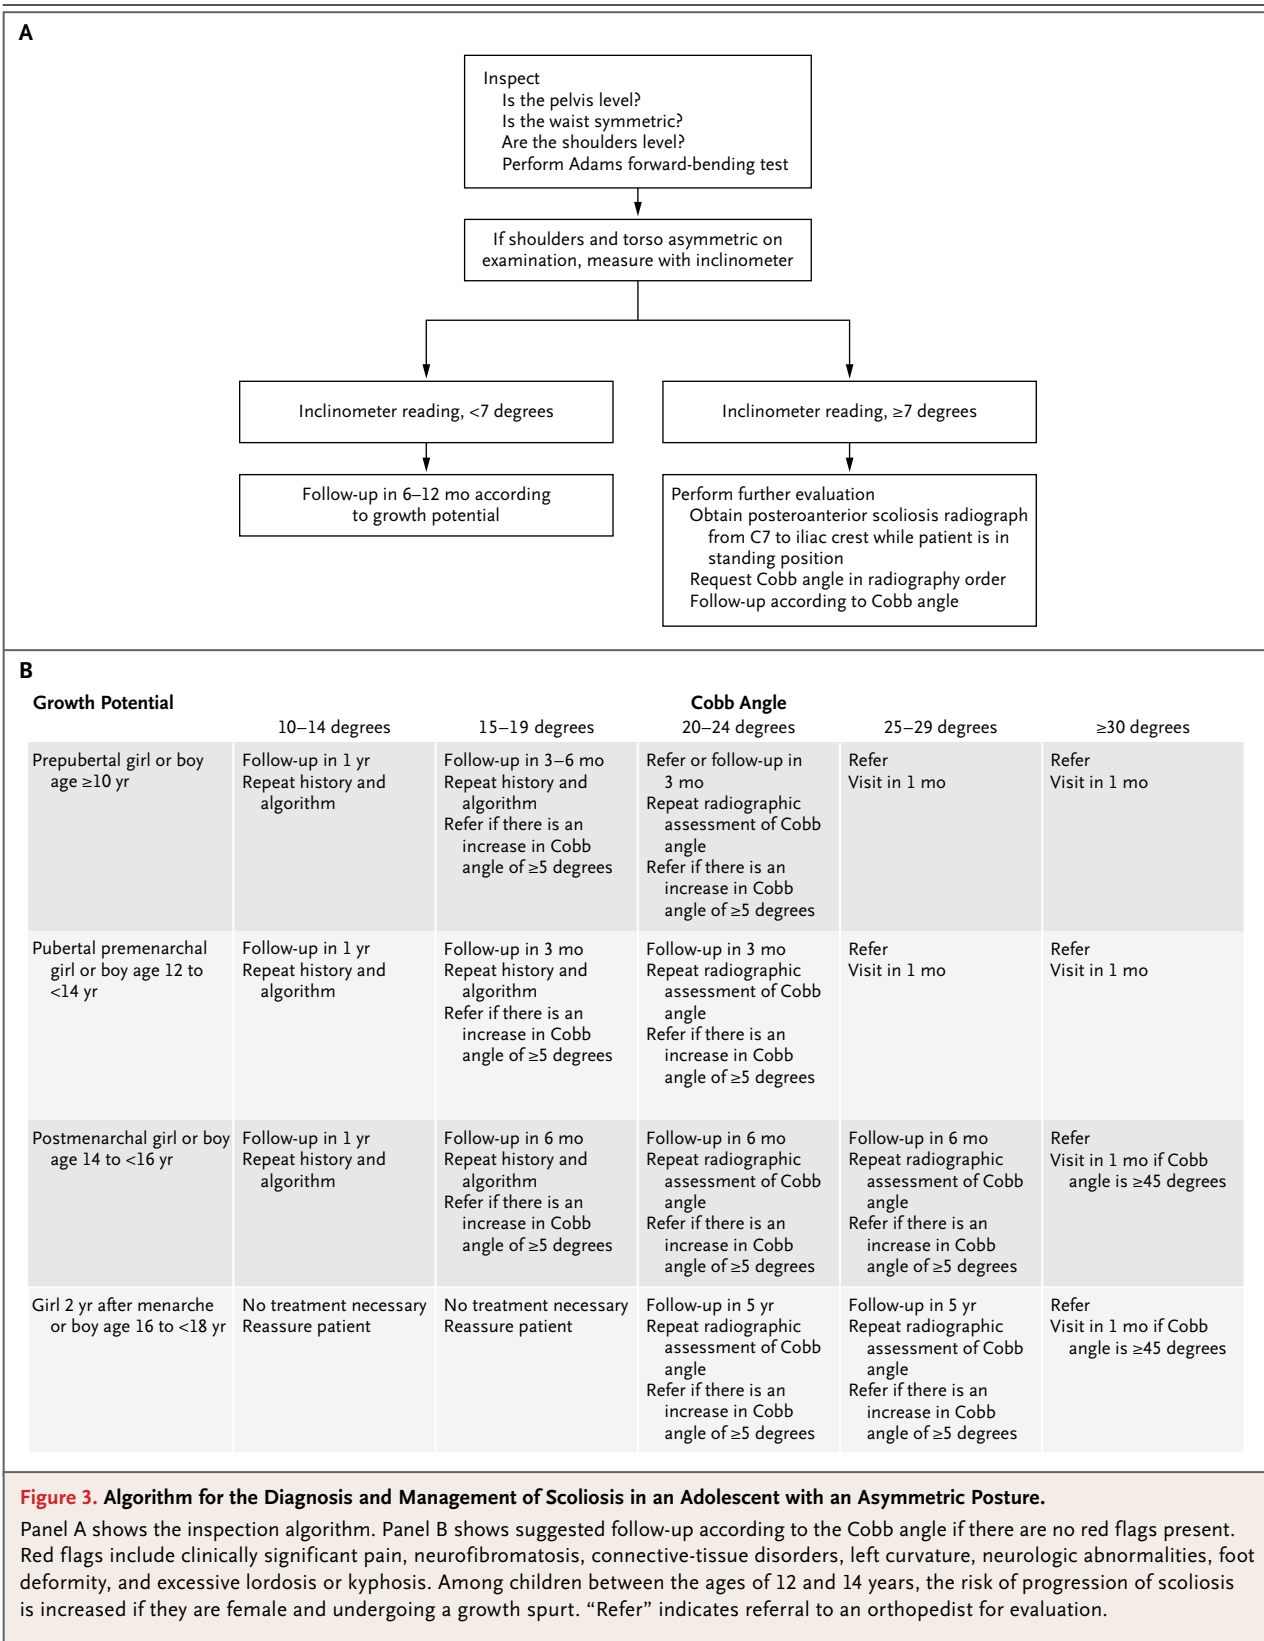 A
Inspect
Is the pelvis level?
Is the waist symmetric?
Are the shoulders level?
Perform Adams forward-bending test
If shoulders and torso asymmetric on
examination, measure with inclinometer
Inclinometer reading, <7 degrees
Inclinometer reading, ≥7 degrees
Follow-up in 6–12 mo according
to growth potential
Perform further evaluation
Obtain posteroanterior scoliosis radiograph
from C7 to iliac crest while patient is in
standing position
Request Cobb angle in radiography order
Follow-up according to Cobb angle
B
Growth Potential
Cobb Angle
10–14 degrees
15–19 degrees
20–24 degrees
25–29 degrees
≥30 degrees
Prepubertal girl or boy
age ≥10 yr
Follow-up in 1 yr
Repeat history and
algorithm
Follow-up in 3–6 mo
Repeat history and
algorithm
Refer if there is an
increase in Cobb
angle of ≥5 degrees
Refer or follow-up in
3 mo
Repeat radiographic
assessment of Cobb
angle
Refer if there is an
increase in Cobb
angle of ≥5 degrees
Refer
Visit in 1 mo
Refer
Visit in 1 mo
Pubertal premenarchal
girl or boy age 12 to
<14 yr
Follow-up in 1 yr
Repeat history and
algorithm
Follow-up in 3 mo
Repeat history and
algorithm
Refer if there is an
increase in Cobb
angle of ≥5 degrees
Follow-up in 3 mo
Repeat radiographic
assessment of Cobb
angle
Refer if there is an
increase in Cobb
angle of ≥5 degrees
Refer
Visit in 1 mo
Refer
Visit in 1 mo
Postmenarchal girl or boy
age 14 to <16 yr
Follow-up in 1 yr
Repeat history and
algorithm
Follow-up in 6 mo
Repeat history and
algorithm
Refer if there is an
increase in Cobb
angle of ≥5 degrees
Follow-up in 6 mo
Repeat radiographic
assessment of Cobb
angle
Refer if there is an
increase in Cobb
angle of ≥5 degrees
Follow-up in 6 mo
Repeat radiographic
assessment of Cobb
angle
Refer if there is an
increase in Cobb
angle of ≥5 degrees
Refer
Visit in 1 mo if Cobb
angle is ≥45 degrees
Girl 2 yr after menarche
or boy age 16 to <18 yr
No treatment necessary
Reassure patient
No treatment necessary
Reassure patient
Follow-up in 5 yr
Repeat radiographic
assessment of Cobb
angle
Refer if there is an
increase in Cobb
angle of ≥5 degrees
Follow-up in 5 yr
Repeat radiographic
assessment of Cobb
angle
Refer if there is an
increase in Cobb
angle of ≥5 degrees
Refer
Visit in 1 mo if Cobb
angle is ≥45 degrees
Figure 3. Algorithm for the Diagnosis and Management of Scoliosis in an Adolescent with an Asymmetric Posture.
Panel A shows the inspection algorithm. Panel B shows suggested follow-up according to the Cobb angle if there are no red flags present.
Red flags include clinically significant pain, neurofibromatosis, connective-tissue disorders, left curvature, neurologic abnormalities, foot
deformity, and excessive lordosis or kyphosis. Among children between the ages of 12 and 14 years, the risk of progression of scoliosis
is increased if they are female and undergoing a growth spurt. “Refer” indicates referral to an orthopedist for evaluation.